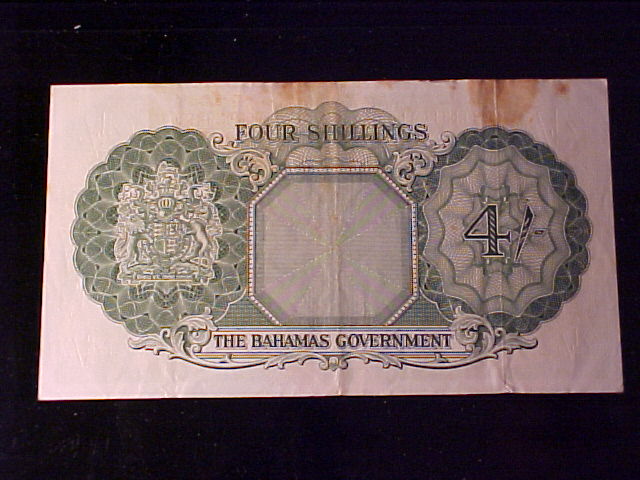 FOUR SHILLINGS
4/-
THE BAHAMAS GOVERNMENT